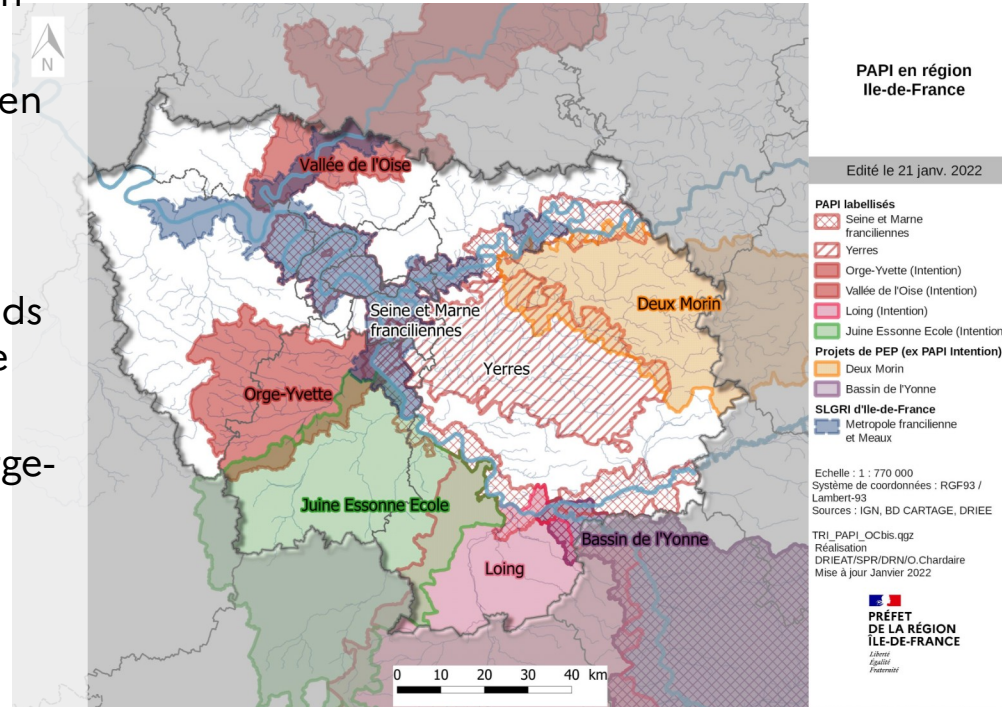 en
ds
e
rge-
N
Vallée de l'Oise
Seine et Marne
franciliennes
Deux Morin
Yerres
Orge-Yvette
Juine Essonne Ecole
Bassin de l'Yonne
Loing
0 10 20 30 40 km
PAPI en région
Ile-de-France
Edité le 21 janv. 2022
PAPI labellisés
Seine et Marne
franciliennes
Yerres
Orge-Yvette (Intention)
Vallée de l'Oise (Intention)
Loing (Intention)
Juine Essonne Ecole (Intention
Projets de PEP (ex PAPI Intention)
Deux Morin
Bassin de l'Yonne
SLGRI d'Ile-de-France
Metropole francilienne
et Meaux
Echelle : 1 : 770 000
Système de coordonnées : RGF93 /
Lambert-93
Sources : IGN, BD CARTAGE, DRIEE
TRI_PAPI_OCbis.qgz
Réalisation
DRIEAT/SPR/DRN/O.Chardaire
Mise à jour Janvier 2022
PRÉFET
DE LA RÉGION
ÎLE-DE-FRANCE
Liberté
Égalité
Fraternité